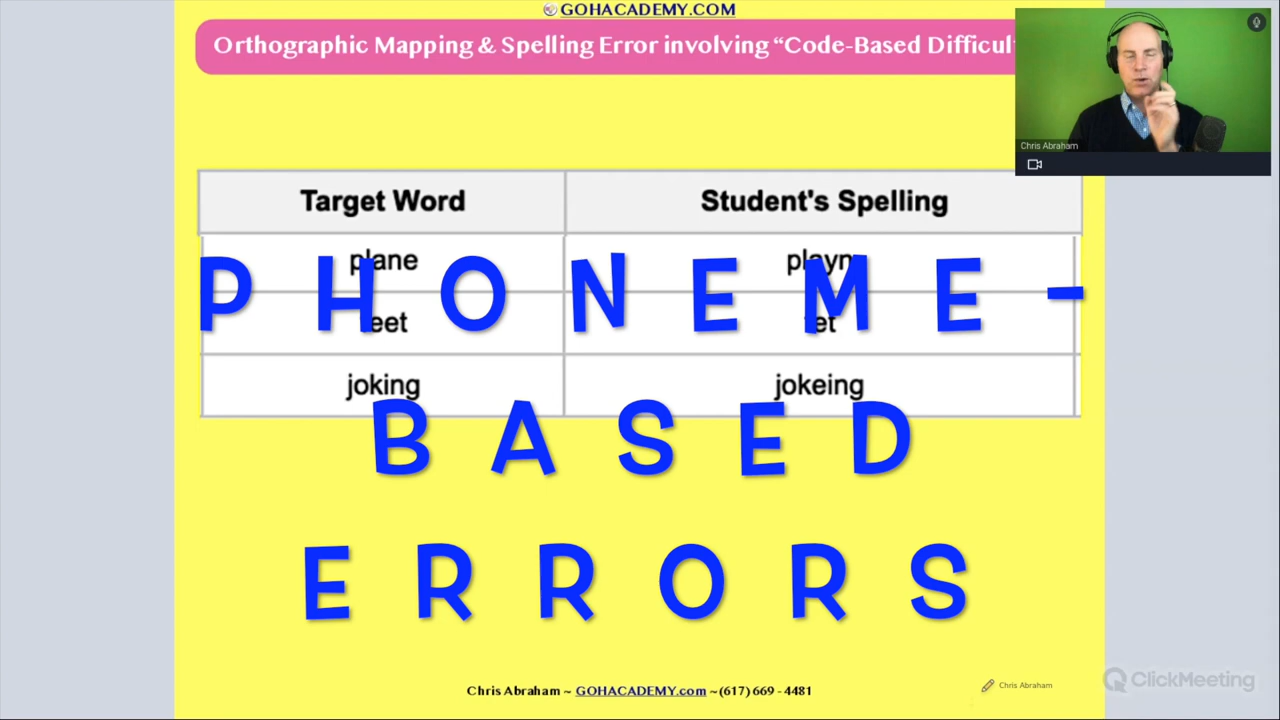 GOHACADEMY.COM
Orthographic Mapping & Spelling Error involving “Code-Based
Chris Abraham
Target Word Student's Spelling
plane playn
P H O N E M E -
joking jokeing
B A S E D
E R R O R S
Chris Abraham ~ GOHACADEMY.com ~(617) 669 - 4481
Chris Abraham
ClickMeeting